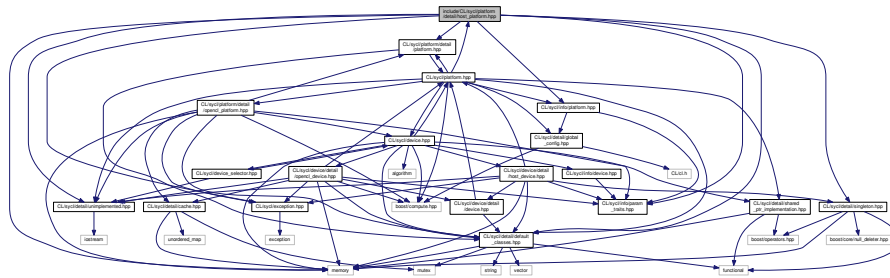 include/CL/sycl/platform
/detail/host_platform.hpp
CL/sycl/platform/detail
/platform.hpp
CL/sycl/platform.hpp
CL/sycl/platform/detail
/opencl_platform.hpp
CL/sycl/info/platform.hpp
CL/sycl/device.hpp
CL/sycl/detail/global
_config.hpp
CL/sycl/device_selector.hpp
CL/sycl/device/detail
/opencl_device.hpp
algorithm
CL/sycl/device/detail
/host_device.hpp
CL/sycl/info/device.hpp
CL/cl.h
CL/sycl/detail/unimplemented.hpp
CL/sycl/detail/cache.hpp
CL/sycl/exception.hpp
boost/compute.hpp
CL/sycl/device/detail
/device.hpp
CL/sycl/info/param
_traits.hpp
CL/sycl/detail/shared
_ptr_implementation.hpp
CL/sycl/detail/singleton.hpp
iostream
unordered_map
exception
CL/sycl/detail/default
_classes.hpp
boost/operators.hpp
boost/core/null_deleter.hpp
memory
mutex
string
vector
functional